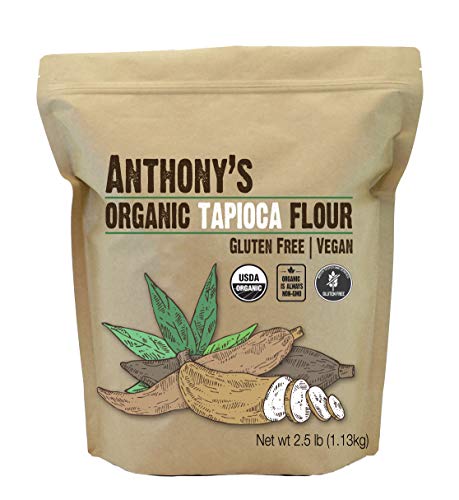 ANTHONY'S
ORGANIC TAPIOCA FLOUR
GLUTEN FREE | VEGAN
USDA
ORGANIC
ORGANIC
IS ALWAYS
NON-GMO
GLUTEN FREE
Net wt 2.5 lb (1.13kg)